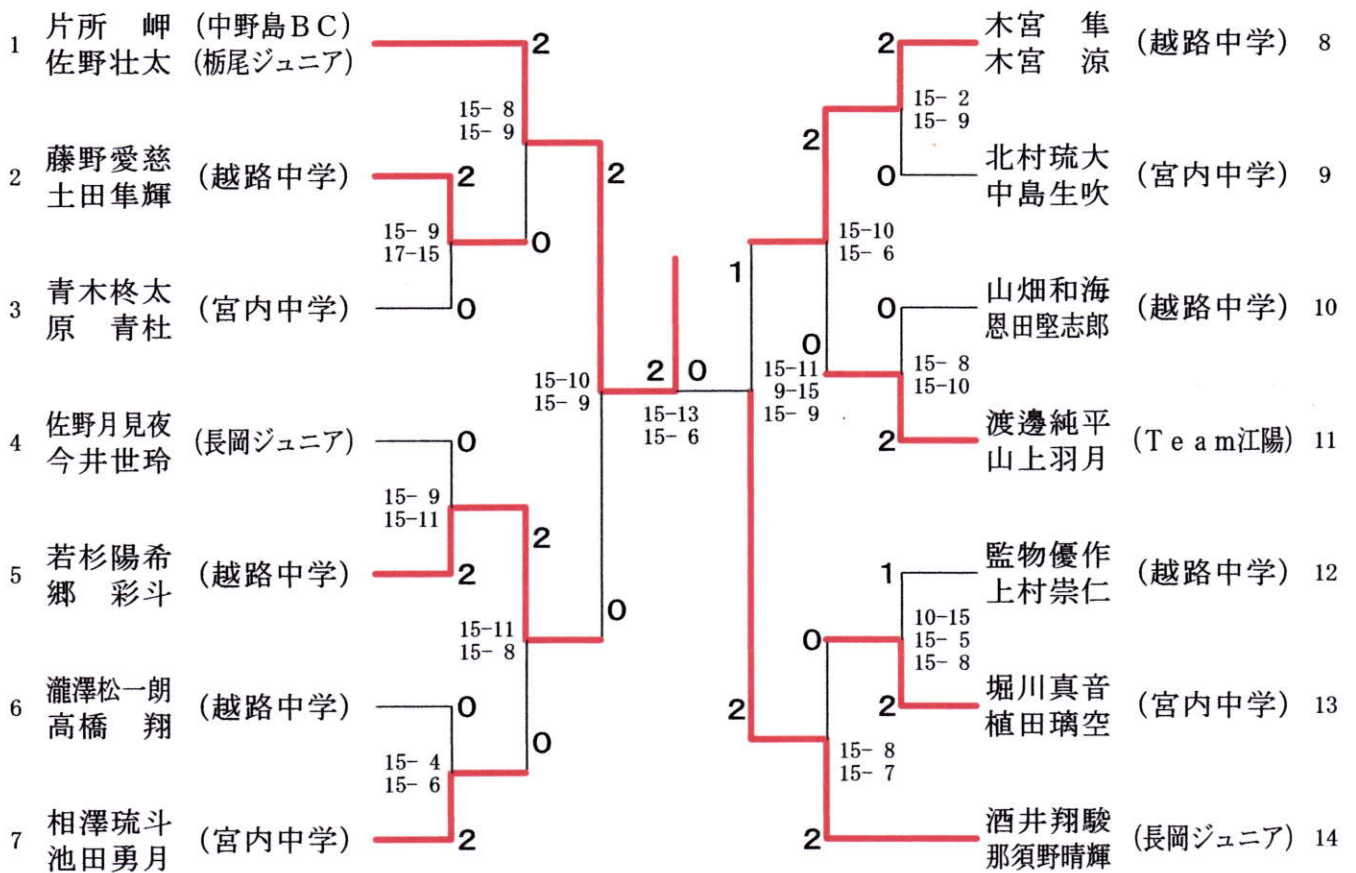 1 片所 岬 (中野島BC)
佐野壮太 (栃尾ジュニア)
2 藤野愛慈 (越路中学)
土田隼輝
3 青木柊太 (宮内中学)
原 青杜
4 佐野月見夜 (長岡ジュニア)
今井世玲
5 若杉陽希 (越路中学)
郷 彩斗
6 瀧澤松一朗 (越路中学)
高橋 翔
7 相澤琉斗 (宮内中学)
池田勇月
2
15- 8
15- 9
2
15- 9
17-15
0
0
2
0
15- 9
15-11
2
2
15-11
15- 8
0
15- 4
15- 6
2
0
0
15-10
15- 9
2 0
15-13
15- 6
1
15-11
9-15
15- 9
2
2
15- 2
15- 9
0
2
15-10
15- 6
0
0
15- 8
15-10
2
1
10-15
15- 5
15- 8
2
0
15- 8
15- 7
2
木宮 隼 (越路中学) 8
木宮 涼
北村琉大 (宮内中学) 9
中島生吹
山畑和海 (越路中学) 10
恩田堅志郎
渡邊純平 (Team江陽) 11
山上羽月
監物優作 (越路中学) 12
上村崇仁
堀川真音 (宮内中学) 13
植田璃空
酒井翔駿 (長岡ジュニア) 14
那須野晴輝